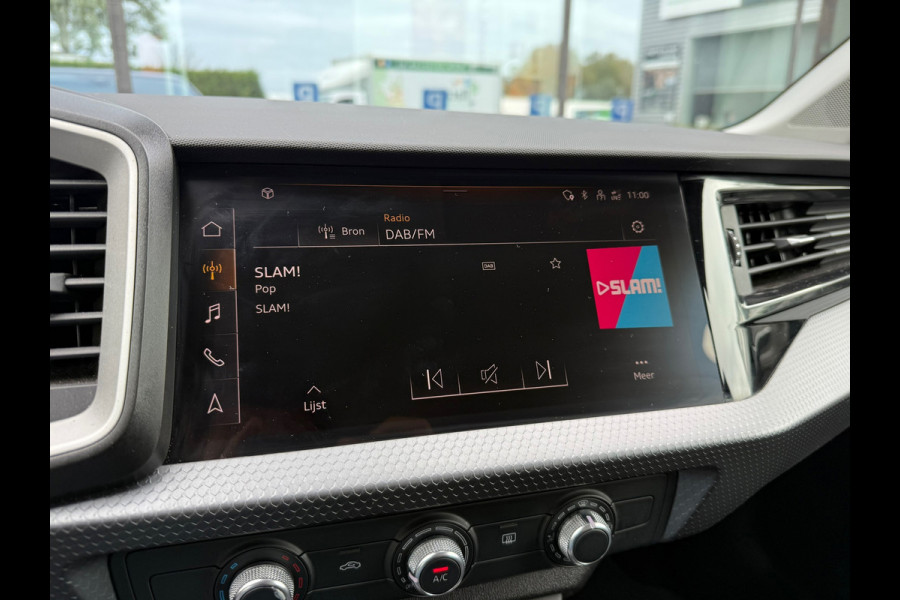 11:00
Bron
Radio
DAB/FM
SLAM!
Pop
SLAM!
DAB
SLAM!
Lijst
Meer
A/C